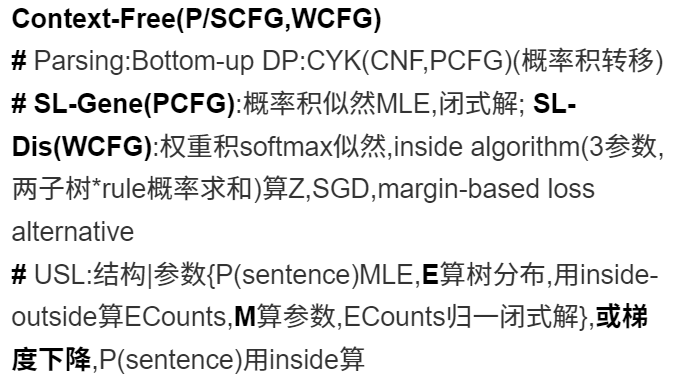 Context-Free(P/SCFG,WCFG)
# Parsing:Bottom-up DP:CYK(CNF,PCFG)(概率积转移)
# SL-Gene(PCFG):概率积似然MLE,闭式解; SL-
Dis(WCFG):权重积softmax似然,inside algorithm(3参数,
两子树*rule概率求和)算Z,SGD,margin-based loss
alternative
# USL:结构|参数{P(sentence)MLE,E算树分布,用inside-
outside算ECounts,M算参数,ECounts归一闭式解},或梯
度下降,P(sentence)用inside算